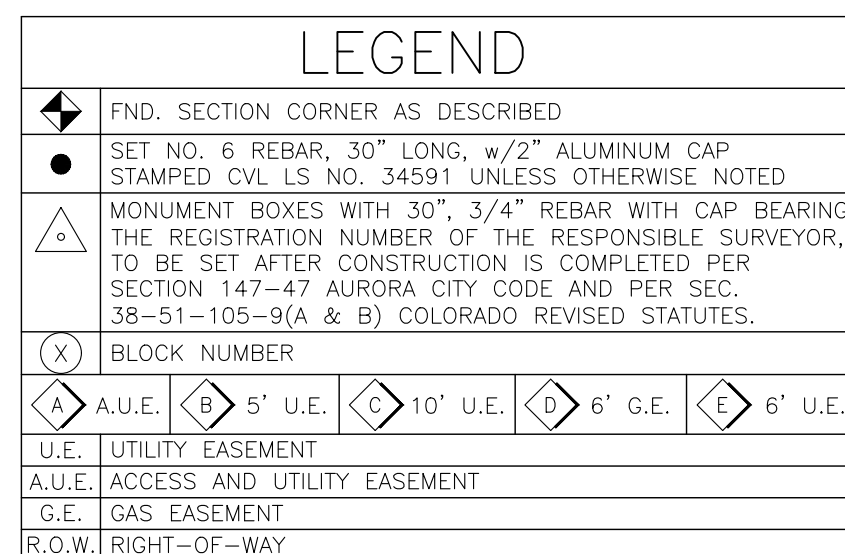 LEGEND
FND. SECTION CORNER AS DESCRIBED
SET NO. 6 REBAR, 30" LONG, w/2" ALUMINUM CAP
STAMPED CVL LS NO. 34591 UNLESS OTHERWISE NOTED
MONUMENT BOXES WITH 30", 3/4" REBAR WITH CAP BEARING
THE REGISTRATION NUMBER OF THE RESPONSIBLE SURVEYOR,
TO BE SET AFTER CONSTRUCTION IS COMPLETED PER
SECTION 147-47 AURORA CITY CODE AND PER SEC.
38-51-105-9(A & B) COLORADO REVISED STATUTES.
X BLOCK NUMBER
A A.U.E. B 5' U.E. C 10' U.E. D 6' G.E. E 6' U.E.
U.E. UTILITY EASEMENT
A.U.E. ACCESS AND UTILITY EASEMENT
G.E. GAS EASEMENT
R.O.W. RIGHT-OF-WAY